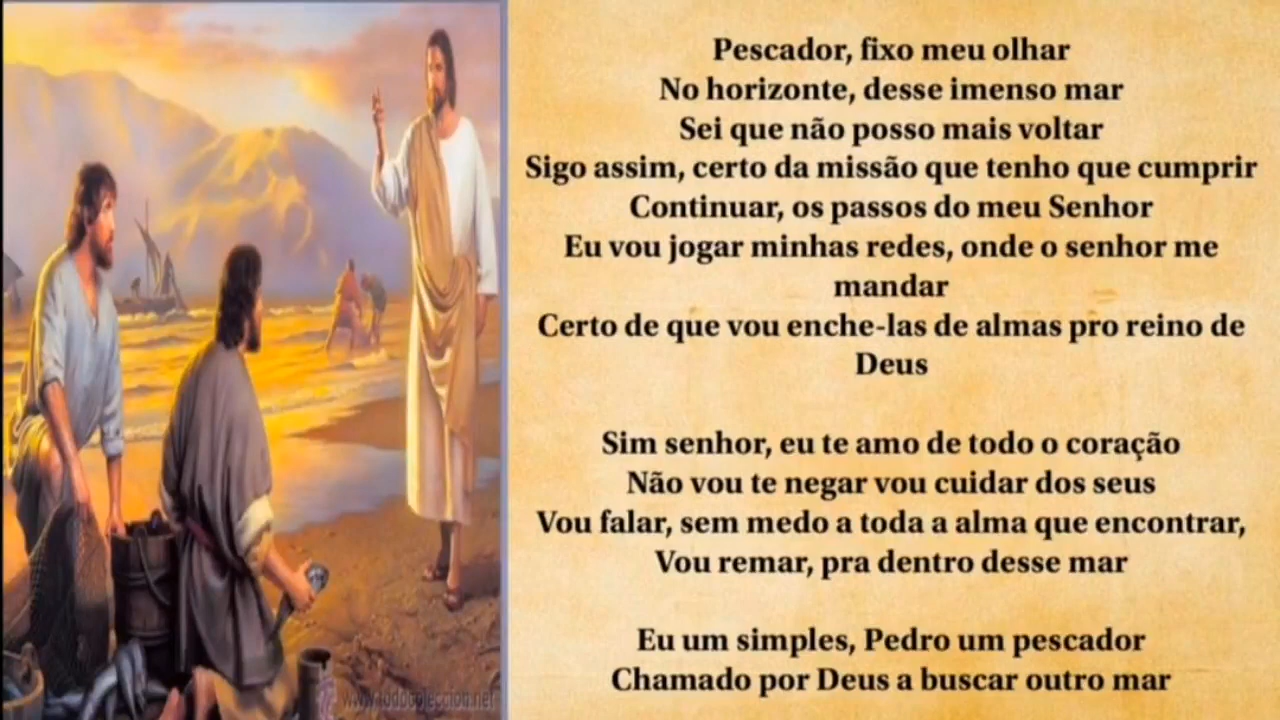 Pescador, fixo meu olhar
No horizonte, desse imenso mar
Sei que não posso mais voltar
Sigo assim, certo da missão que tenho que cumprir
Continuar, os passos do meu Senhor
Eu vou jogar minhas redes, onde o senhor me
mandar
Certo de que vou enche-las de almas pro reino de
Deus
Sim senhor, eu te amo de todo o coração
Não vou te negar vou cuidar dos seus
Vou falar, sem medo a toda a alma que encontrar,
Vou remar, pra dentro desse mar
Eu um simples, Pedro um pescador
Chamado por Deus a buscar outro mar
www.todocoleccion.net